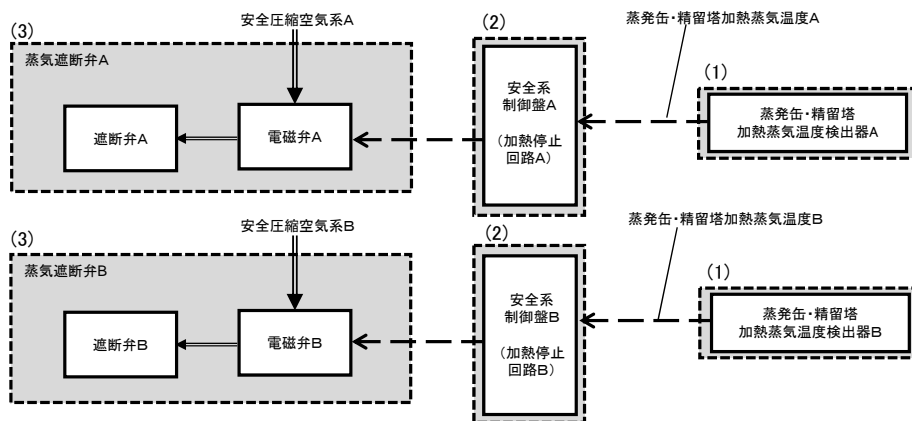 安全圧縮空気系A
蒸発缶・精留塔加熱蒸気温度A
(3)
(2)
蒸気遮断弁A
(1)
遮断弁A
電磁弁A
安全系
制御盤A
(加熱停止
回路A)
蒸発缶・精留塔
加熱蒸気温度検出器A
安全圧縮空気系B
蒸発缶・精留塔加熱蒸気温度B
(3)
(2)
蒸気遮断弁B
(1)
遮断弁B
電磁弁B
安全系
制御盤B
(加熱停止
回路B)
蒸発缶・精留塔
加熱蒸気温度検出器B